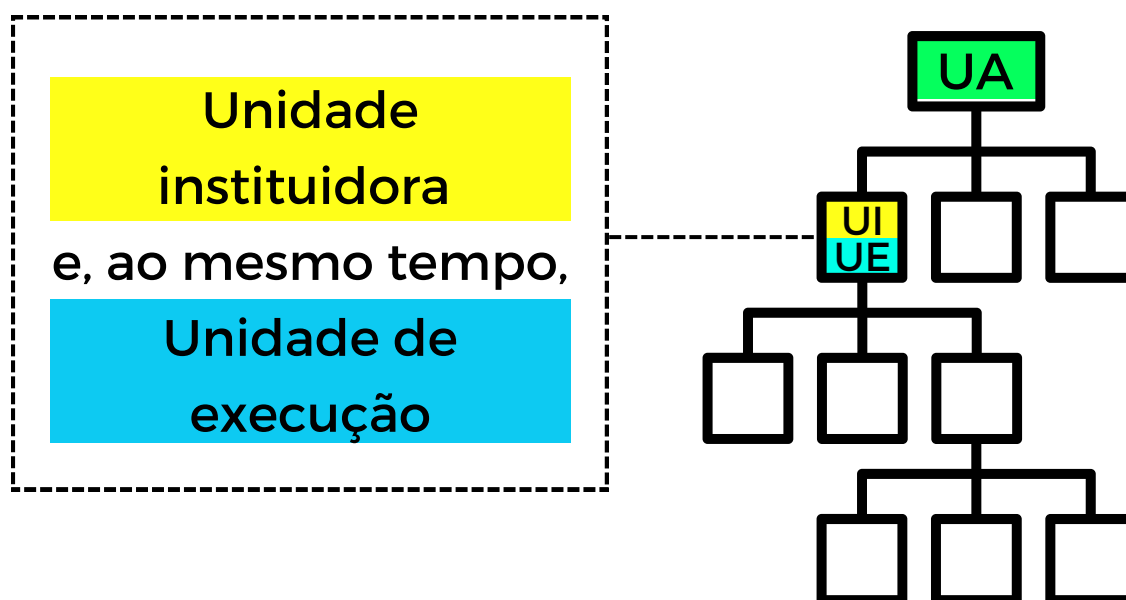 Unidade
instituidora
e, ao mesmo tempo,
Unidade de
execução
UA
UI
UE